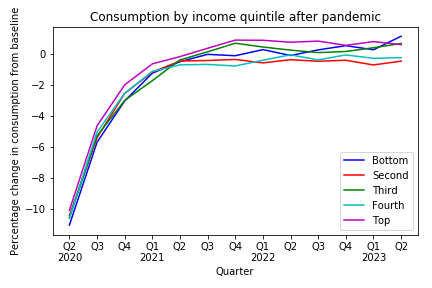 Consumption by income quintile after pandemic
Percentage change in consumption from baseline
0
−2
−4
−6
−8
−10
Bottom
Second
Third
Fourth
Top
Q2 Q3 Q4 Q1 Q2 Q3 Q4 Q1 Q2 Q3 Q4 Q1 Q2
2020 2021 2022 2023
Quarter